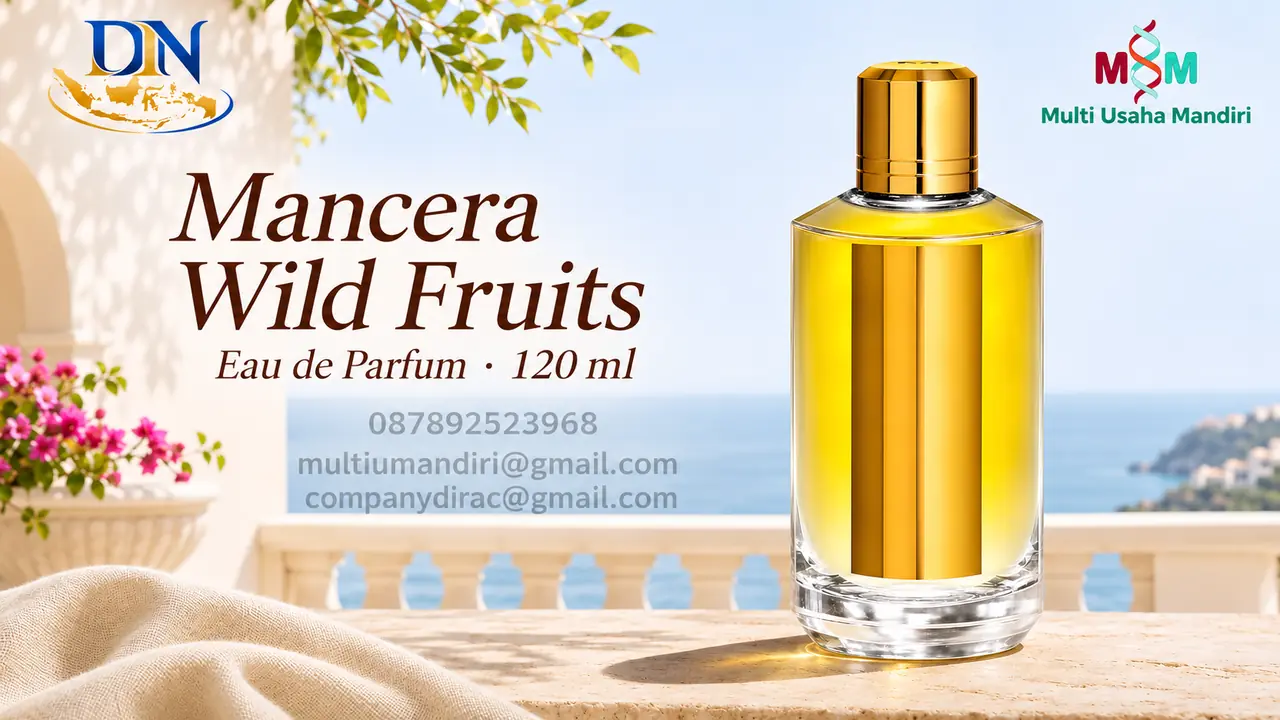 DN
MSM
Multi Usaha Mandiri
Mancera
Wild Fruits
Eau de Parfum · 120 ml
087892523968
multiumandiri@gmail.com
companydirac@gmail.com